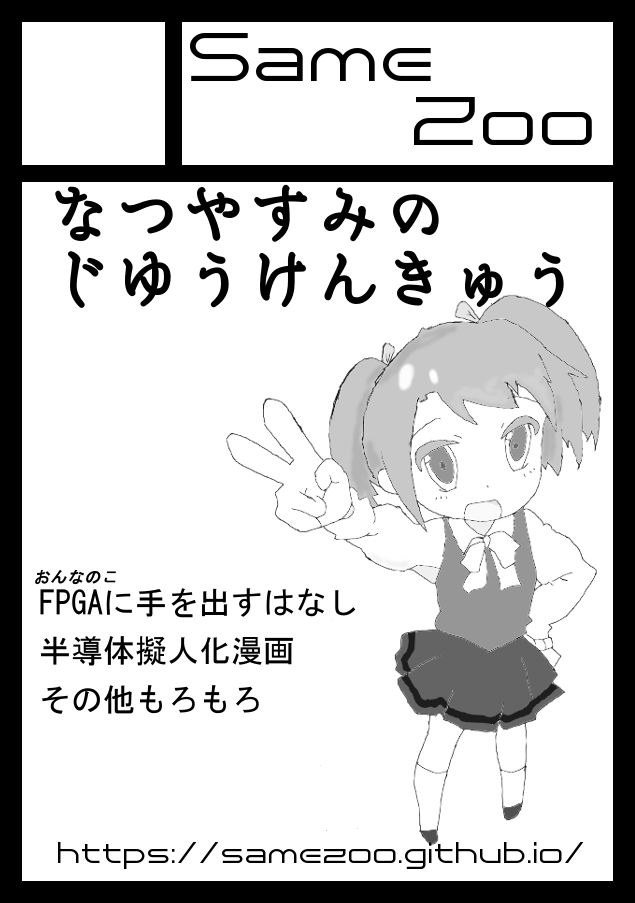 Same
Zoo
なつやすみの
じゆうけんきゅう
おんなのこ
FPGAに手を出すはなし
半導体擬人化漫画
その他もろもろ
https://samezoo.github.io/